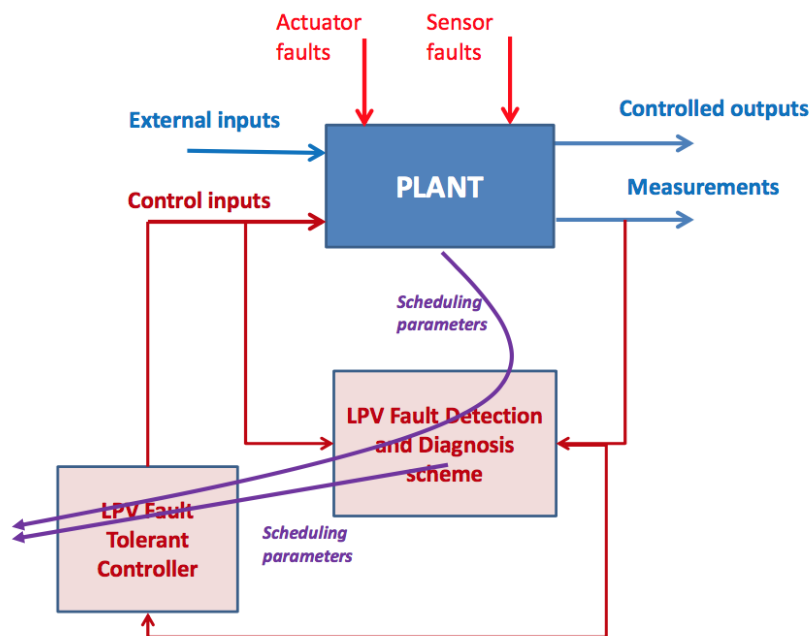 Actuator
faults
Sensor
faults
External inputs
Controlled outputs
PLANT
Control inputs
Measurements
Scheduling
parameters
LPV Fault Detection
and Diagnosis
scheme
LPV Fault
Tolerant
Controller
Scheduling
parameters